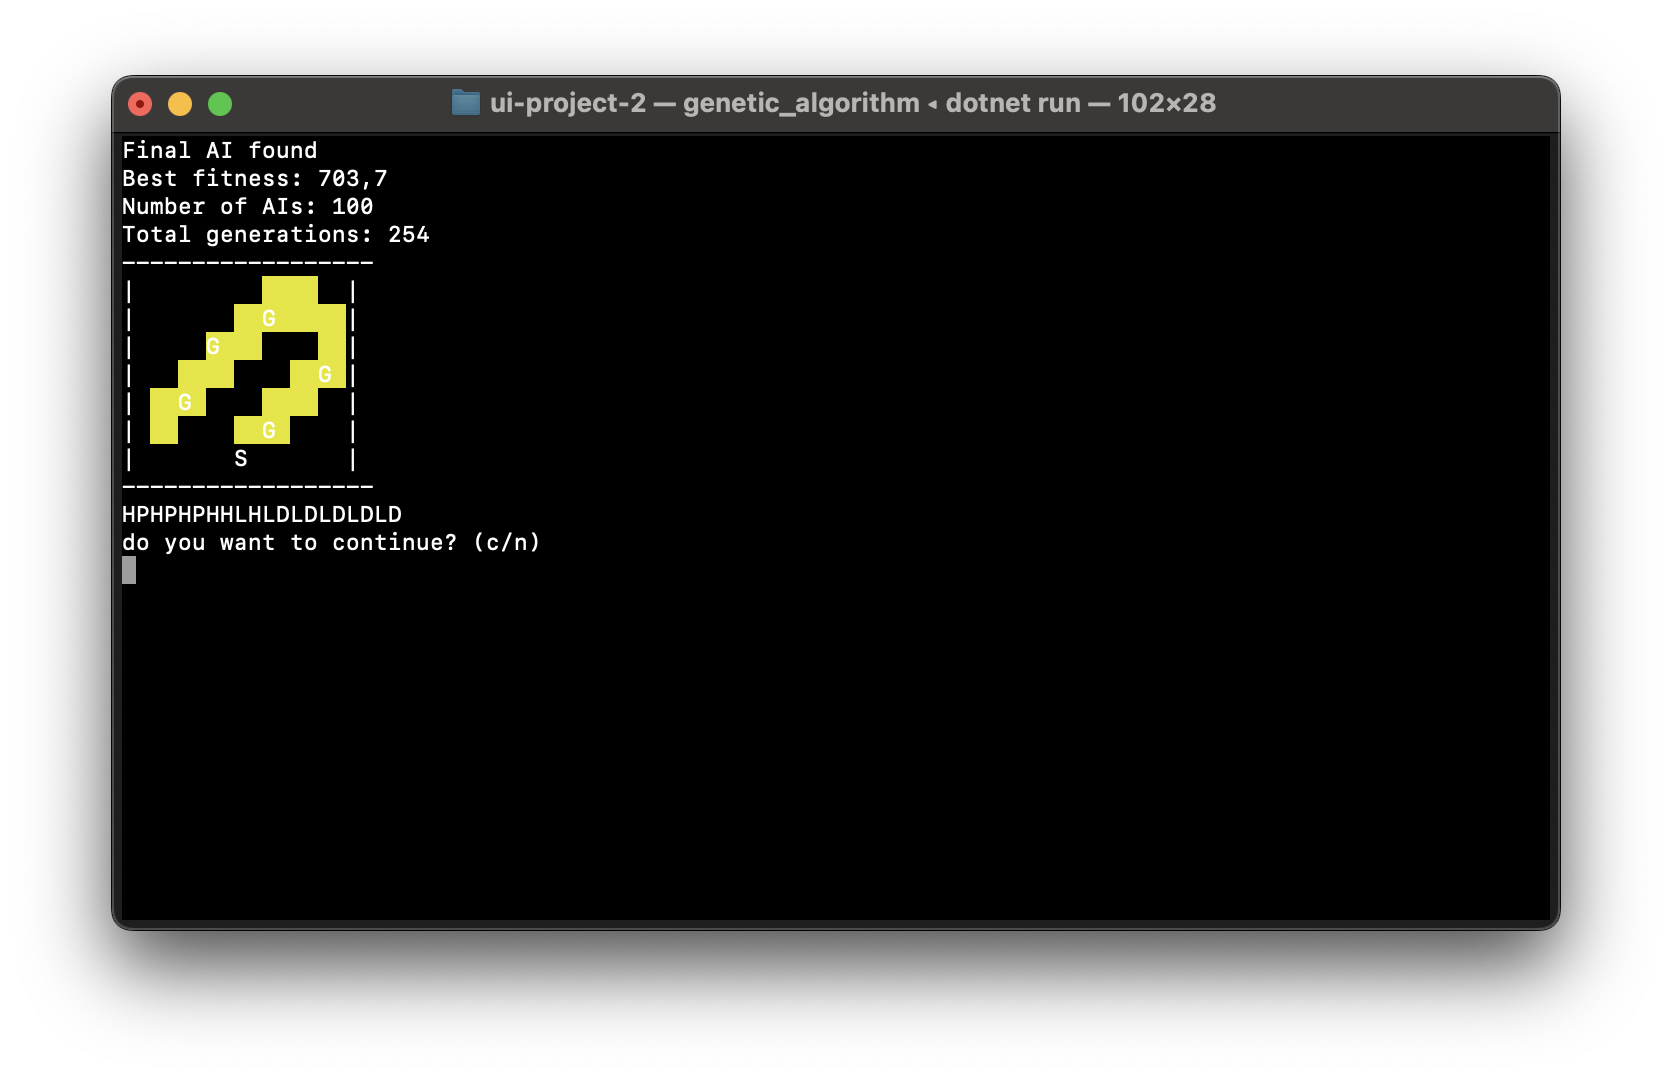 ui-project-2 — genetic_algorithm ◂ dotnet run — 102×28
Final AI found
Best fitness: 703,7
Number of AIs: 100
Total generations: 254
------------------
|               |
|         G     |
|     G         |
|             G |
|   G           |
|         G     |
|       S       |
------------------
HPHPHPHHLHLDLDLDLDLD
do you want to continue? (c/n)